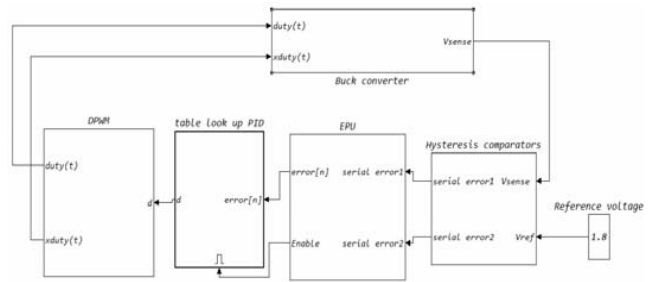 duty(t)
xduty(t)
Vsense
Buck converter
DPWM
duty(t)
xduty(t)
d
table look up PID
d
error[n]
EPU
error[n]
Enable
serial error1
serial error2
Hysteresis comparators
serial error1
Vsense
serial error2
Vref
Reference voltage
1.8